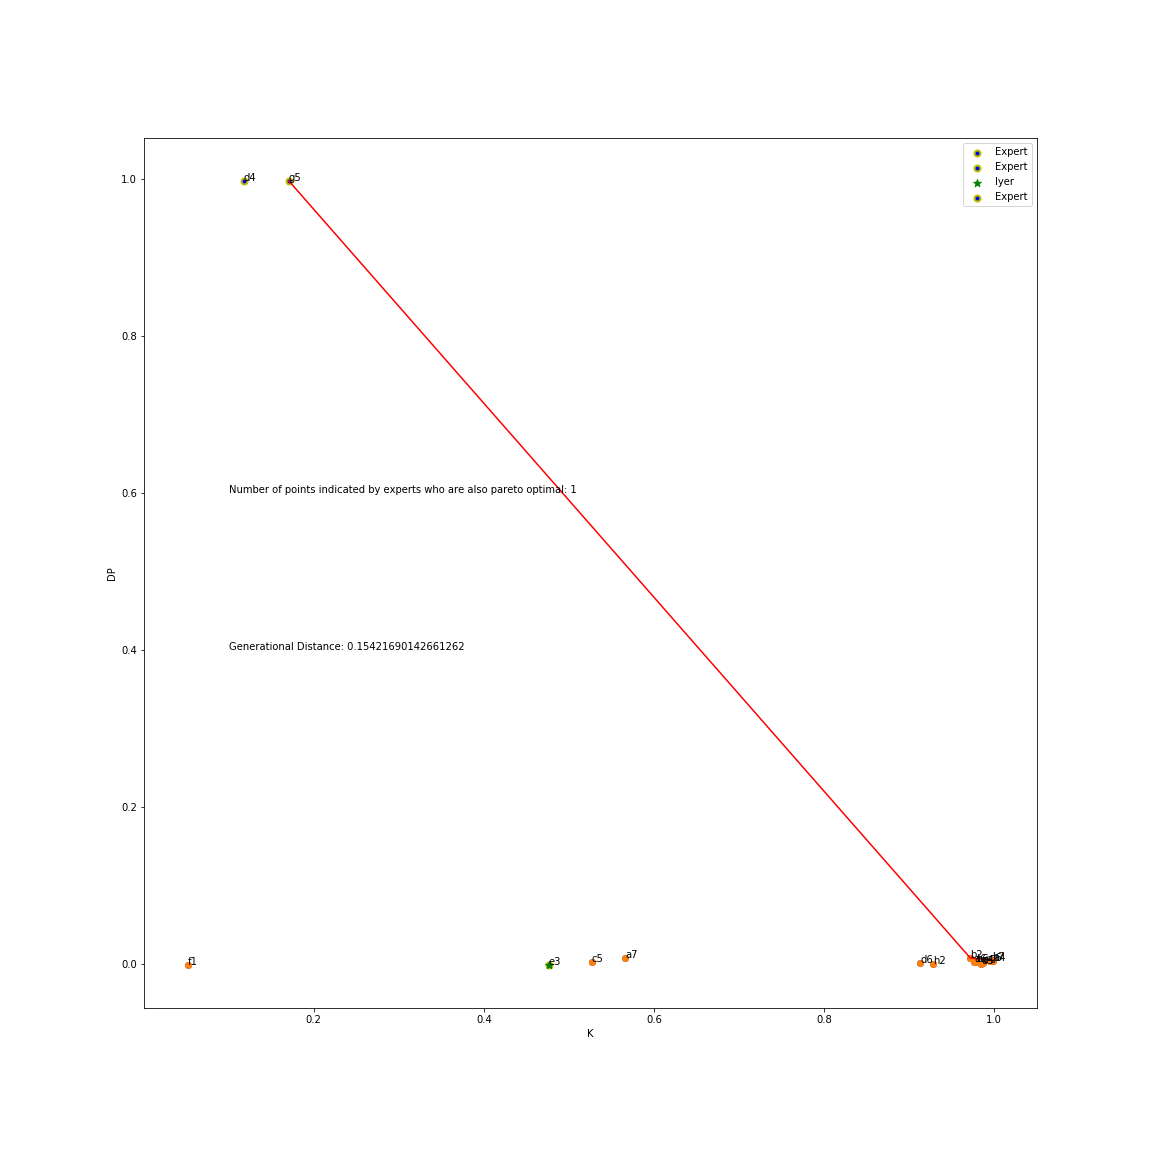 Expert
Expert
Iyer
Expert
1.0
d4
g5
0.8
0.6
Number of points indicated by experts who are also pareto optimal: 1
DP
0.4
Generational Distance: 0.15421690142661262
0.2
0.0
f1
e3
c5
a7
d6
h2
0.2
0.4
0.6
0.8
1.0
K